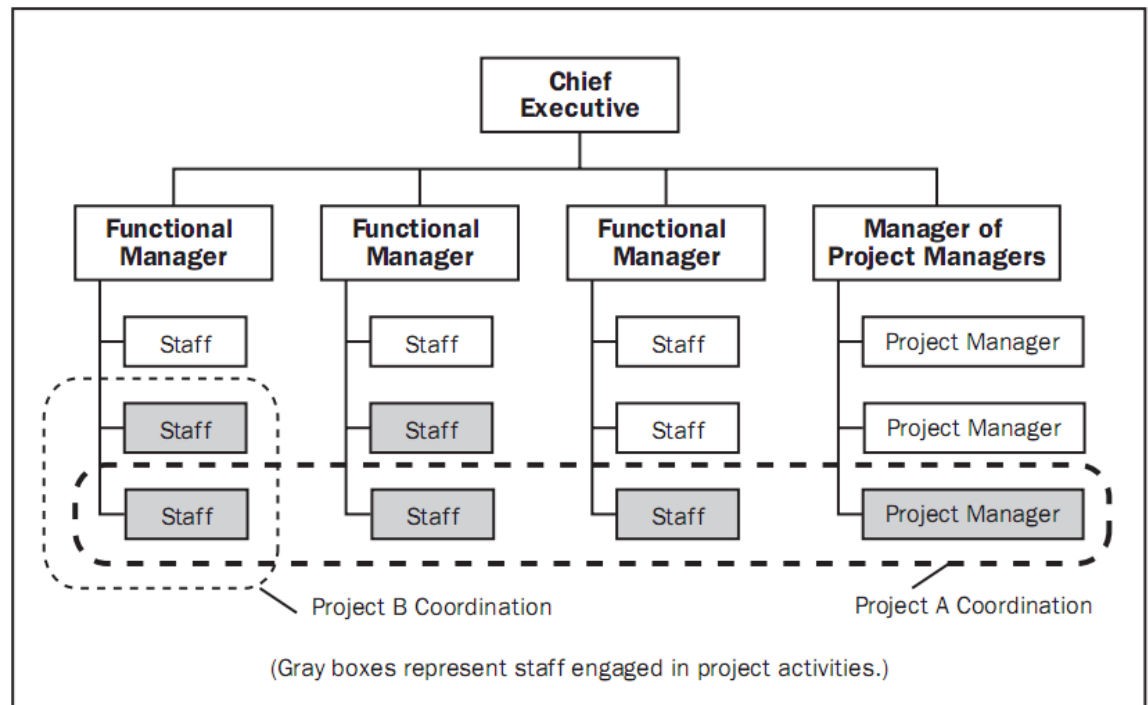 Chief
Executive
Functional
Manager
Functional
Manager
Functional
Manager
Manager of
Project Managers
Staff
Staff
Staff
Project Manager
Staff
Staff
Staff
Project Manager
Staff
Staff
Staff
Project Manager
Project B Coordination
Project A Coordination
(Gray boxes represent staff engaged in project activities.)